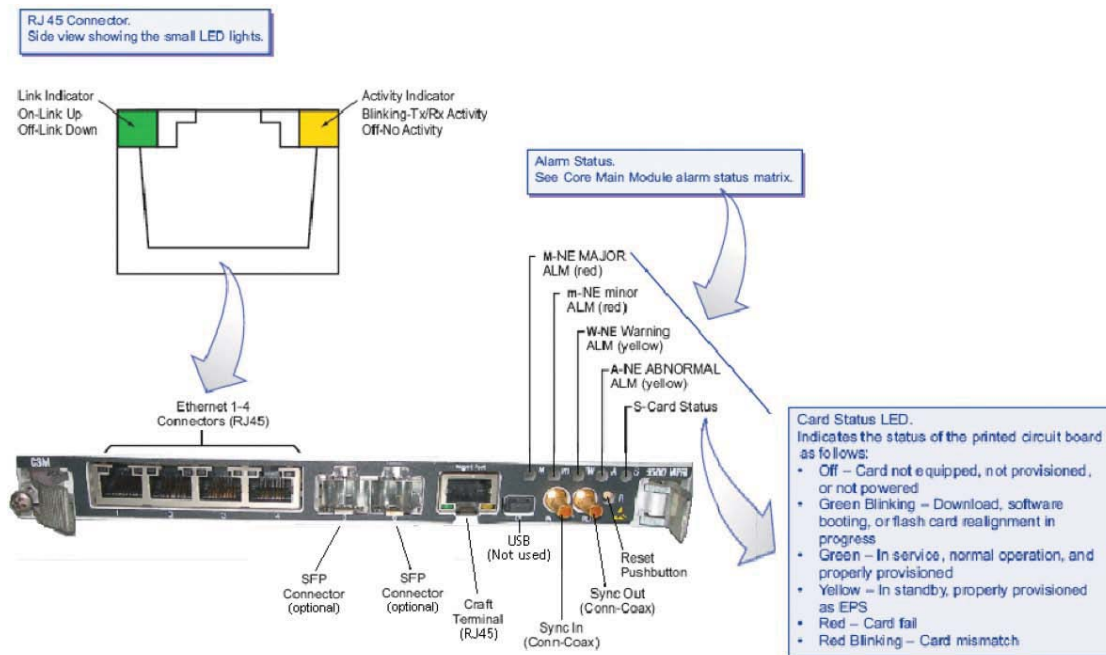 RJ 45 Connector.
Side view showing the small LED lights.
Link Indicator
On-Link Up
Off-Link Down
Activity Indicator
Blinking-Tx/Rx Activity
Off-No Activity
Alarm Status.
See Core Main Module alarm status matrix.
M-NE MAJOR
ALM (red)
m-NE minor
ALM (red)
W-NE Warning
ALM (yellow)
A-NE ABNORMAL
ALM (yellow)
S-Card Status
Ethernet 1-4
Connectors (RJ45)
Card Status LED.
Indicates the status of the printed circuit board
as follows:
• Off – Card not equipped, not provisioned,
or not powered
• Green Blinking – Download, software
booting, or flash card realignment in
progress
• Green – In service, normal operation, and
properly provisioned
• Yellow – In standby, properly provisioned
as EPS
• Red – Card fail
• Red Blinking – Card mismatch
M m W A S
1 2 3 4
SFP
Connector
(optional)
SFP
Connector
(optional)
Craft
Terminal
(RJ45)
USB
(Not used)
Sync In
(Conn-Coax)
Sync Out
(Conn-Coax)
Reset
Pushbutton